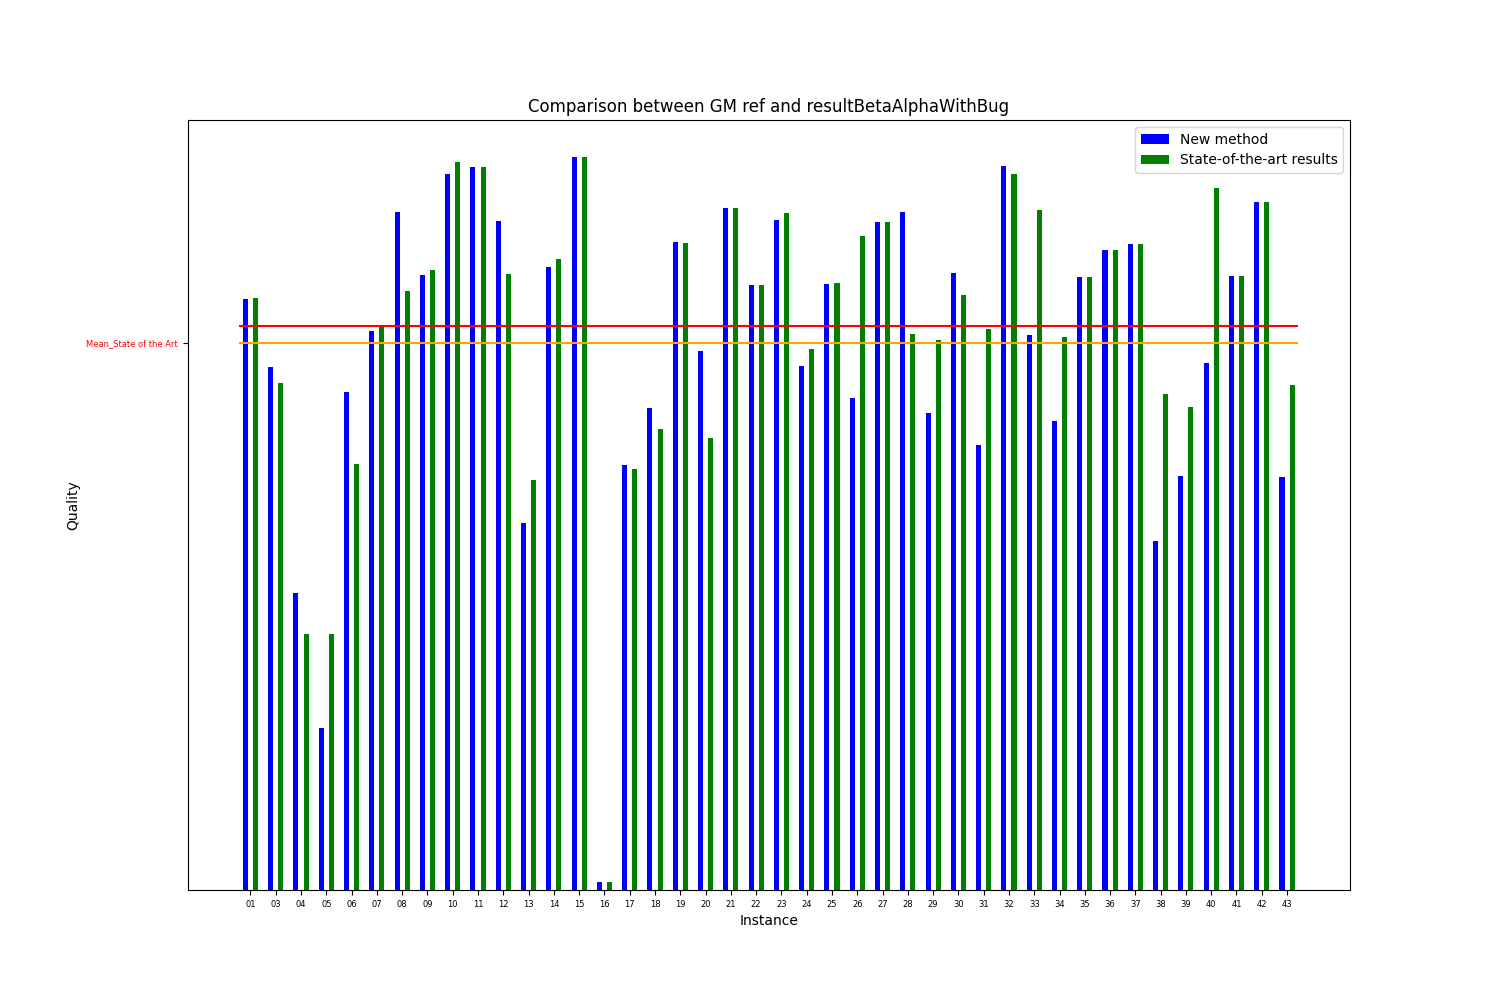 Comparison between GM ref and resultBetaAlphaWithBug
New method
State-of-the-art results
Mean_State of the Art
Quality
01 03 04 05 06 07 08 09 10 11 12 13 14 15 16 17 18 19 20 21 22 23 24 25 26 27 28 29 30 31 32 33 34 35 36 37 38 39 40 41 42 43
Instance